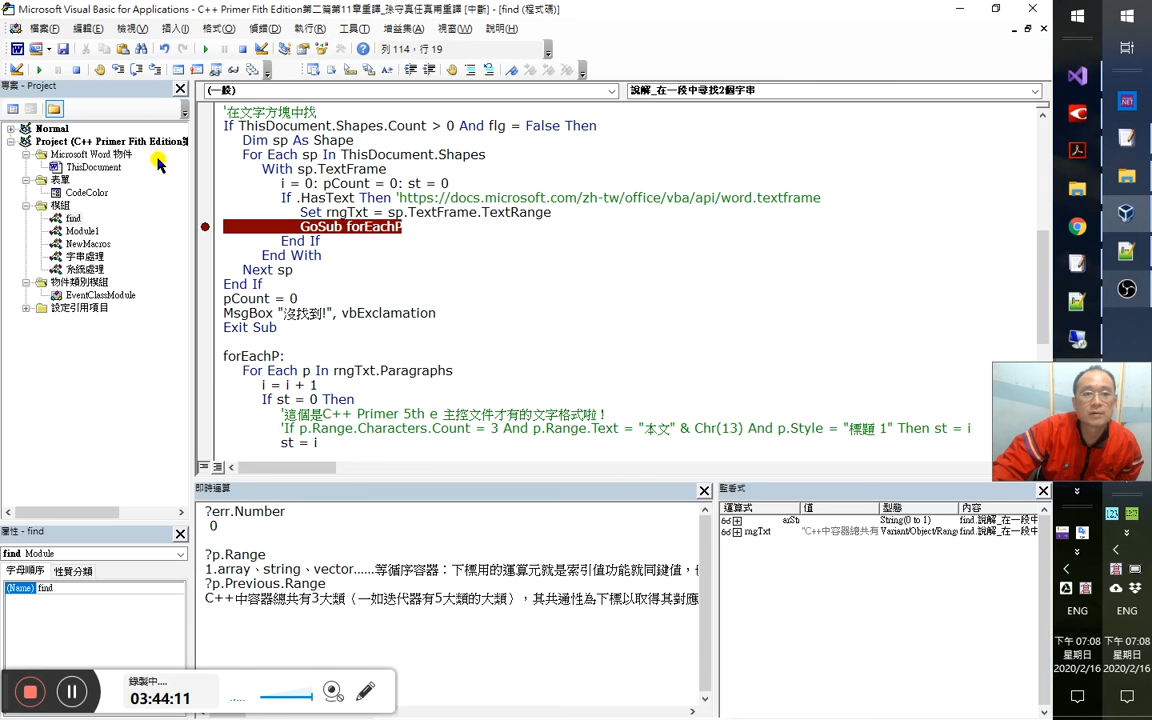 Microsoft Visual Basic for Applications - C++ Primer Fith Edition第二篇第11章重譯_孫守真任真甫重譯 [中斷] - [find (程式碼)]
檔案(F) 編輯(E) 檢視(V) 插入(I) 格式(O) 偵錯(D) 執行(R) 工具(T) 增益集(A) 視窗(W) 說明(H)
列 114，行 19
專案 - Project
(一般)
說解_在一段中尋找2個字串
Normal
Project (C++ Primer Fith Edition
Microsoft Word 物件
ThisDocument
表單
CodeColor
模組
find
Module1
NewMacros
字串處理
系統處理
物件類別模組
EventClassModule
設定引用項目
'在文字方塊中找
If ThisDocument.Shapes.Count > 0 And flg = False Then
Dim sp As Shape
For Each sp In ThisDocument.Shapes
With sp.TextFrame
i = 0: pCount = 0: st = 0
If .HasText Then 'https://docs.microsoft.com/zh-tw/office/vba/api/word.textframe
Set rngTxt = sp.TextFrame.TextRange
GoSub forEachP
End If
End With
Next sp
End If
pCount = 0
MsgBox "沒找到!", vbExclamation
Exit Sub
forEachP:
For Each p In rngTxt.Paragraphs
i = i + 1
If st = 0 Then
'這個是C++ Primer 5th e 主控文件才有的文字格式啦！
'If p.Range.Characters.Count = 3 And p.Range.Text = "本文" & Chr(13) And p.Style = "標題 1" Then st = i
st = i
屬性 - find
find Module
字母順序 性質分類
(Name) find
即時運算
?err.Number
0
?p.Range
1.array、string、vector……等循序容器：下標用的運算元就是索引值功能就同鍵值，
?p.Previous.Range
C++中容器總共有3大類（一如迭代器有5大類的大類），其共通性為下標以取得其對應
監看式
運算式 值 型態 內容
String(0 to 1) find.說解_在一段中
rngTxt "C++中容器總共有 Variant/Object/Rang find.說解_在一段中
錄製中....
03:44:11
ENG ENG
下午 07:08 下午 07:08
星期日 星期日
2020/2/16 2020/2/16